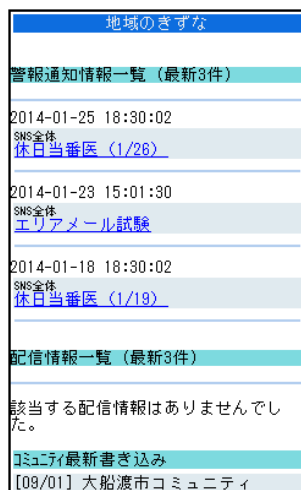 地域のきずな
警報通知情報一覧 (最新3件)
2014-01-25 18:30:02
SNS全体
休日当番医 (1/26)
2014-01-23 15:01:30
SNS全体
エリアメール試験
2014-01-18 18:30:02
SNS全体
休日当番医 (1/19)
配信情報一覧 (最新3件)
該当する配信情報はありませんでし
た。
ｺﾐｭﾆﾃｨ最新書き込み
[09/01] 大船渡市コミュニティ